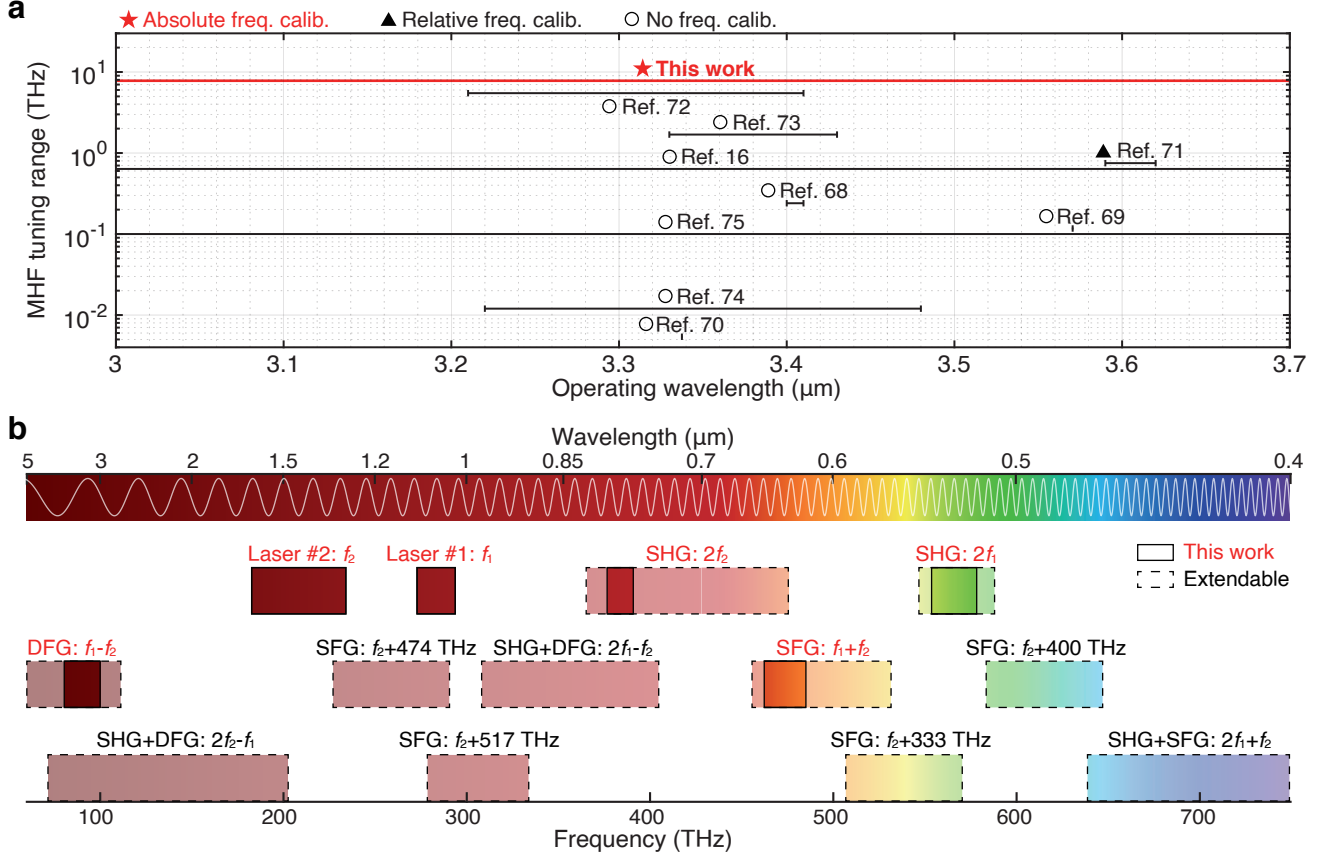 a
★ Absolute freq. calib. ▲ Relative freq. calib. ○ No freq. calib.
MHF tuning range (THz)
10¹
10⁰
10⁻¹
10⁻²
This work
Ref. 72
Ref. 73
Ref. 16
Ref. 71
Ref. 68
Ref. 75
Ref. 69
Ref. 74
Ref. 70
3 3.1 3.2 3.3 3.4 3.5 3.6 3.7
Operating wavelength (μm)
b
Wavelength (μm)
5 3 2 1.5 1.2 1 0.85 0.7 0.6 0.5 0.4
Laser #2: f₂ Laser #1: f₁ SHG: 2f₂ SHG: 2f₁
This work
Extendable
DFG: f₁-f₂ SFG: f₂+474 THz SHG+DFG: 2f₁-f₂ SFG: f₁+f₂ SFG: f₂+400 THz
SHG+DFG: 2f₂-f₁ SFG: f₂+517 THz SFG: f₂+333 THz SHG+SFG: 2f₁+f₂
100 200 300 400 500 600 700
Frequency (THz)